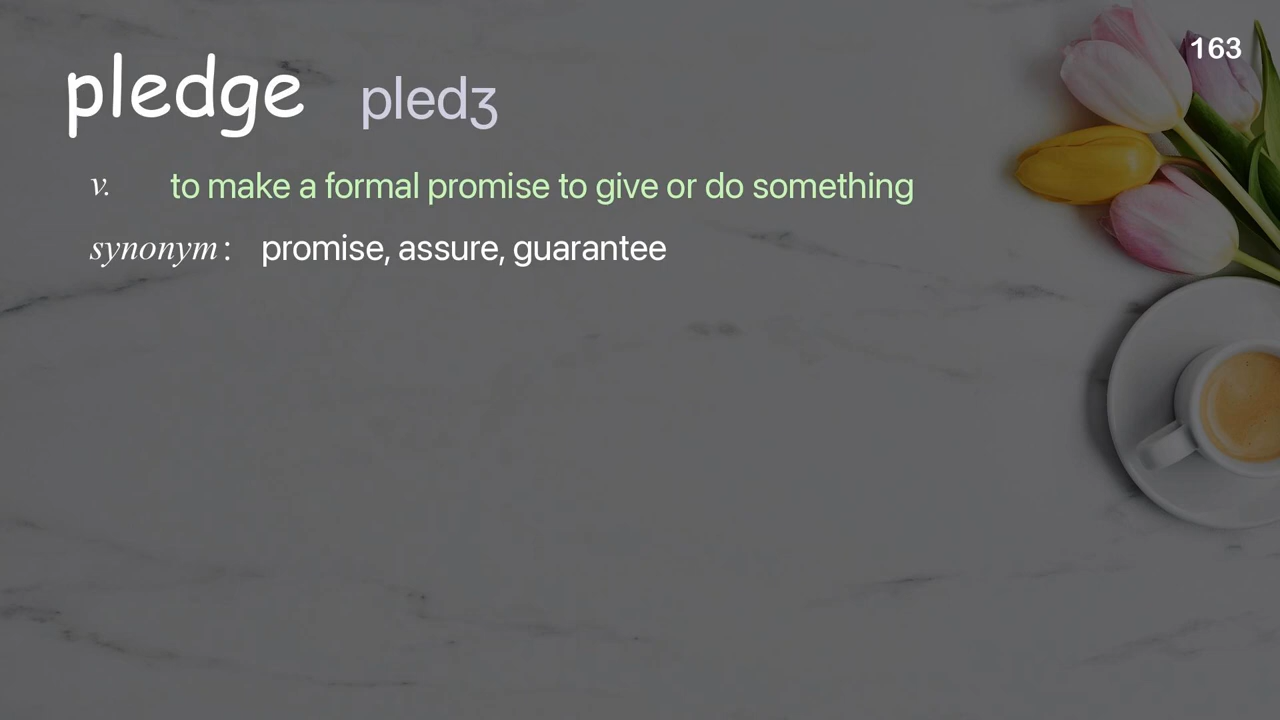 163
pledge pledʒ
v. to make a formal promise to give or do something
synonym : promise, assure, guarantee